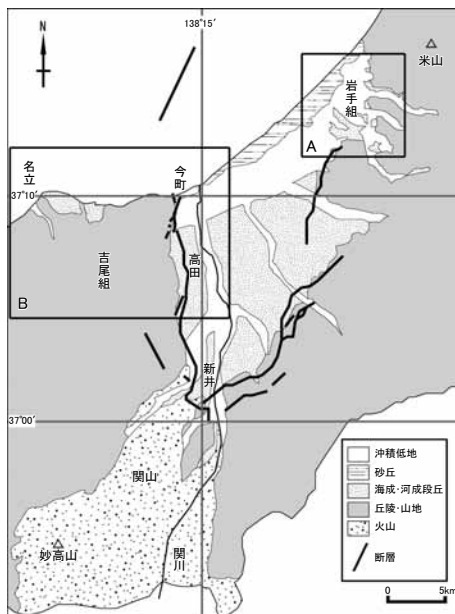 138°15′
N
米山
岩手組
A
名立
今町
37°10′
吉尾組
高田
B
新井
37°00′
関山
妙高山
関川
沖積低地
砂丘
海成・河成段丘
丘陵・山地
火山
断層
0 5km